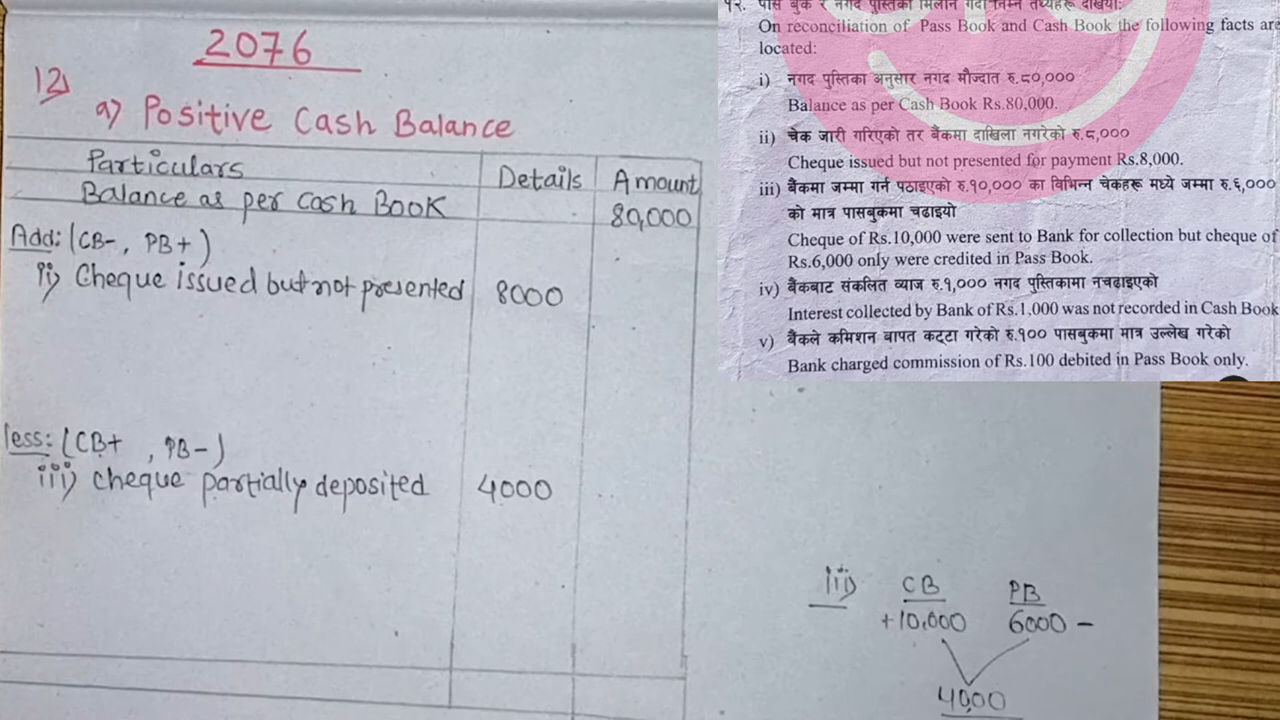 2076
12)
a) Positive Cash Balance
Particulars Details Amount
Balance as per Cash Book 80,000
Add: (CB-, PB+)
ii) Cheque issued but not presented 8000
less: (CB+ , PB-)
iii) cheque partially deposited 4000
iii) CB PB
+10,000 6000 -
4000
१२. पास बुक र नगद पुस्तिका मिलान गर्दा निम्न तथ्यहरू देखियो:
On reconciliation of Pass Book and Cash Book the following facts are
located:
i) नगद पुस्तिका अनुसार नगद मौज्दात रु.८०,०००
Balance as per Cash Book Rs.80,000.
ii) चेक जारी गरिएको तर बैंकमा दाखिला नगरेको रु.८,०००
Cheque issued but not presented for payment Rs.8,000.
iii) बैंकमा जम्मा गर्न पठाइएको रु.१०,००० का विभिन्न चेकहरू मध्ये जम्मा रु.६,०००
को मात्र पासबुकमा चढाइयो
Cheque of Rs.10,000 were sent to Bank for collection but cheque of
Rs.6,000 only were credited in Pass Book.
iv) बैंकबाट संकलित व्याज रु.१,००० नगद पुस्तिकामा नचढाइएको
Interest collected by Bank of Rs.1,000 was not recorded in Cash Book
v) बैंकले कमिशन बापत कट्टा गरेको रु.१०० पासबुकमा मात्र उल्लेख गरेको
Bank charged commission of Rs.100 debited in Pass Book only.